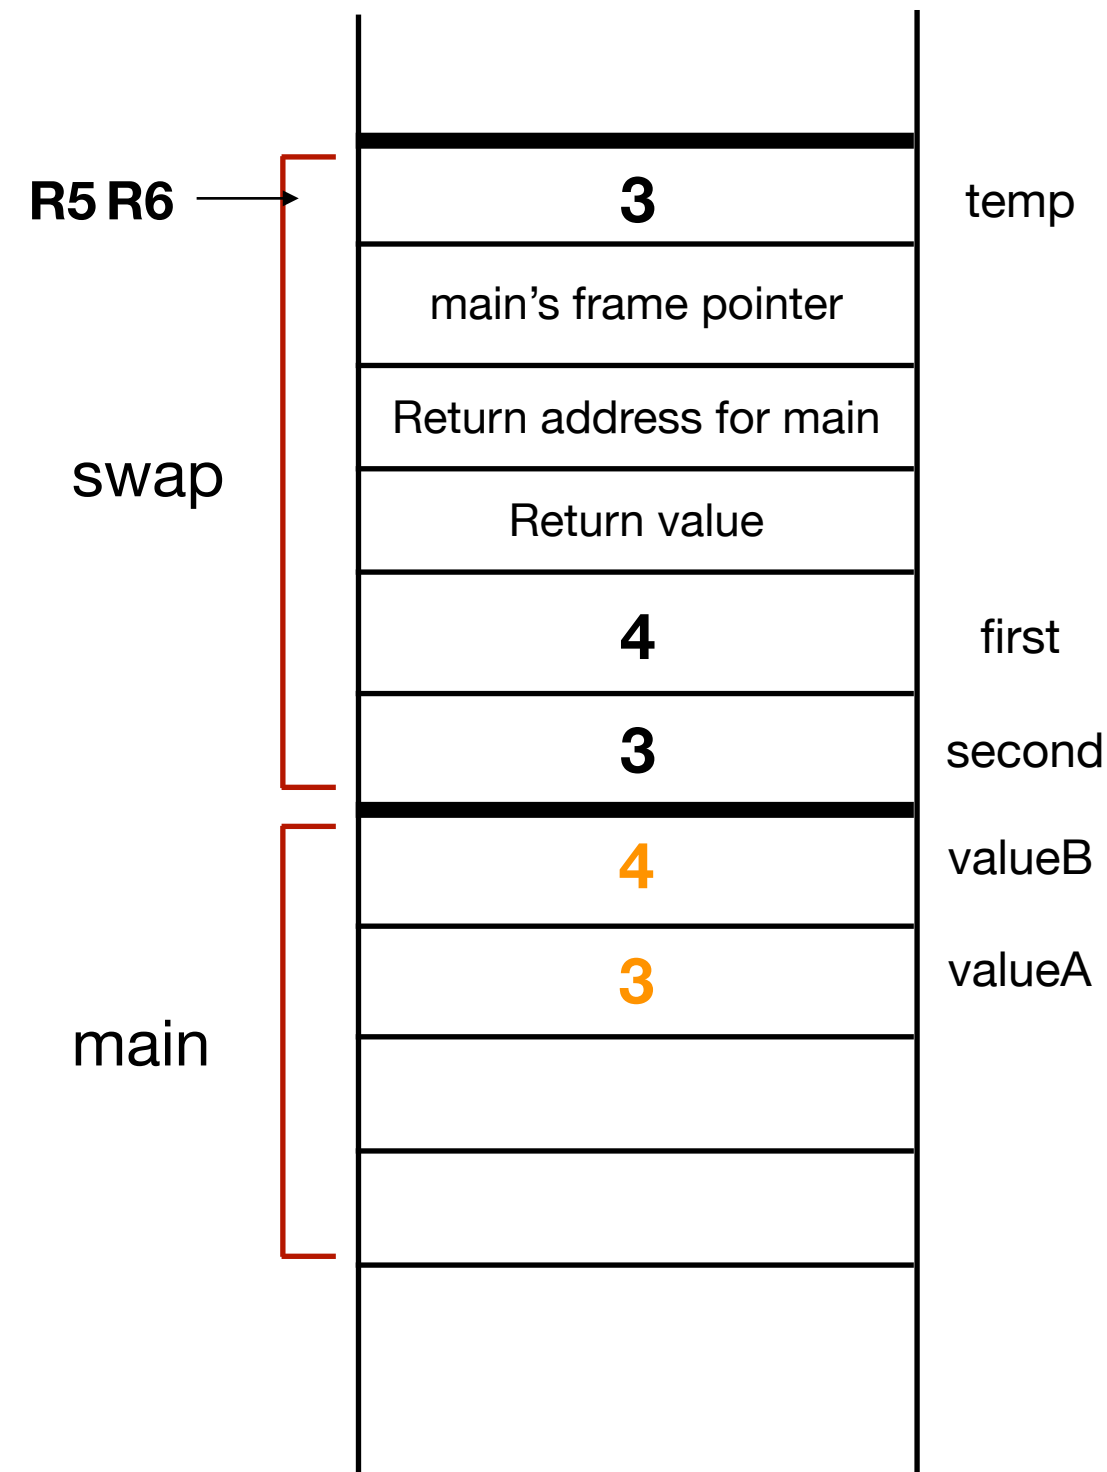 R5 R6 3 temp
main’s frame pointer
Return address for main
swap
Return value
4 first
3 second
4 valueB
3 valueA
main